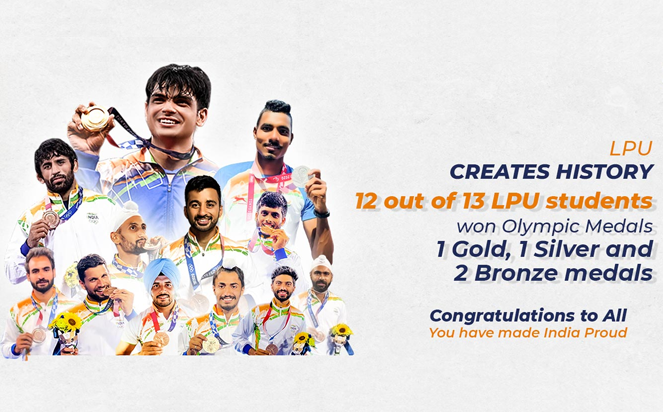 LPU
CREATES HISTORY
12 out of 13 LPU students
won Olympic Medals
1 Gold, 1 Silver and
2 Bronze medals
Congratulations to All
You have made India Proud